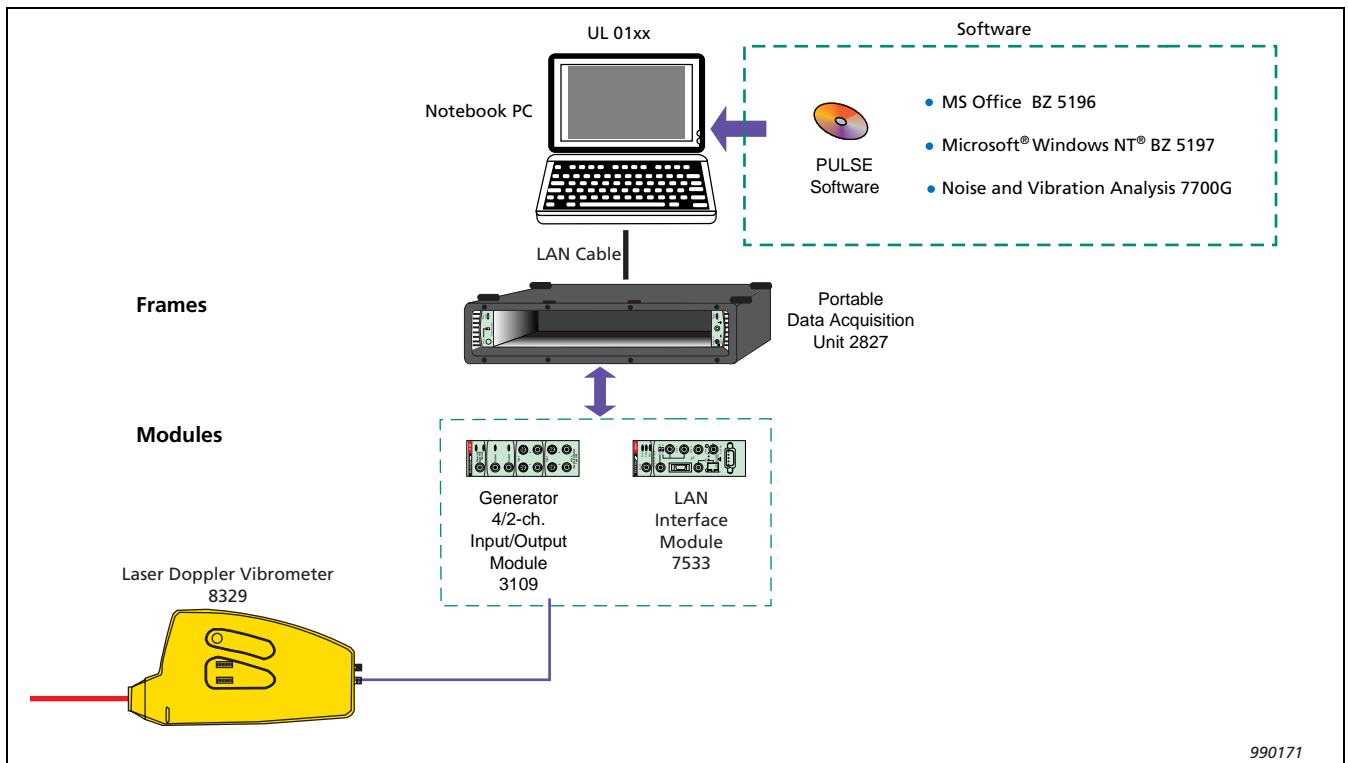 UL 01xx
Software
Notebook PC
PULSE
Software
• MS Office BZ 5196
• Microsoft® Windows NT® BZ 5197
• Noise and Vibration Analysis 7700G
LAN Cable
Frames
Portable
Data Acquisition
Unit 2827
Modules
Generator
4/2-ch.
Input/Output
Module
3109
LAN
Interface
Module
7533
Laser Doppler Vibrometer
8329
990171